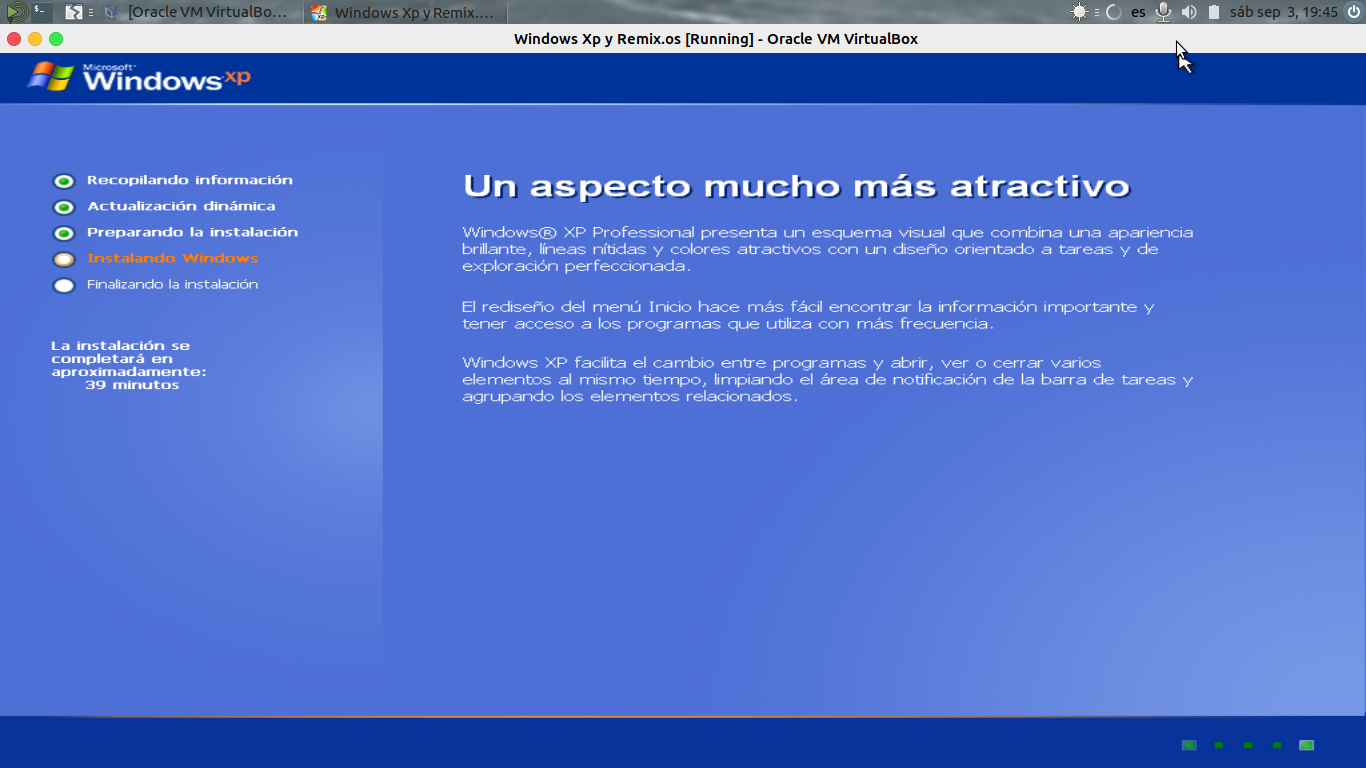 [Oracle VM VirtualBo...
Windows Xp y Remix....
es
sáb sep 3, 19:45
Windows Xp y Remix.os [Running] - Oracle VM VirtualBox
Microsoft
Windows xp
Recopilando información
Actualización dinámica
Preparando la instalación
Instalando Windows
Finalizando la instalación
La instalación se
completará en
aproximadamente:
39 minutos
Un aspecto mucho más atractivo
Windows® XP Professional presenta un esquema visual que combina una apariencia
brillante, líneas nítidas y colores atractivos con un diseño orientado a tareas y de
exploración perfeccionada.
El rediseño del menú Inicio hace más fácil encontrar la información importante y
tener acceso a los programas que utiliza con más frecuencia.
Windows XP facilita el cambio entre programas y abrir, ver o cerrar varios
elementos al mismo tiempo, limpiando el área de notificación de la barra de tareas y
agrupando los elementos relacionados.